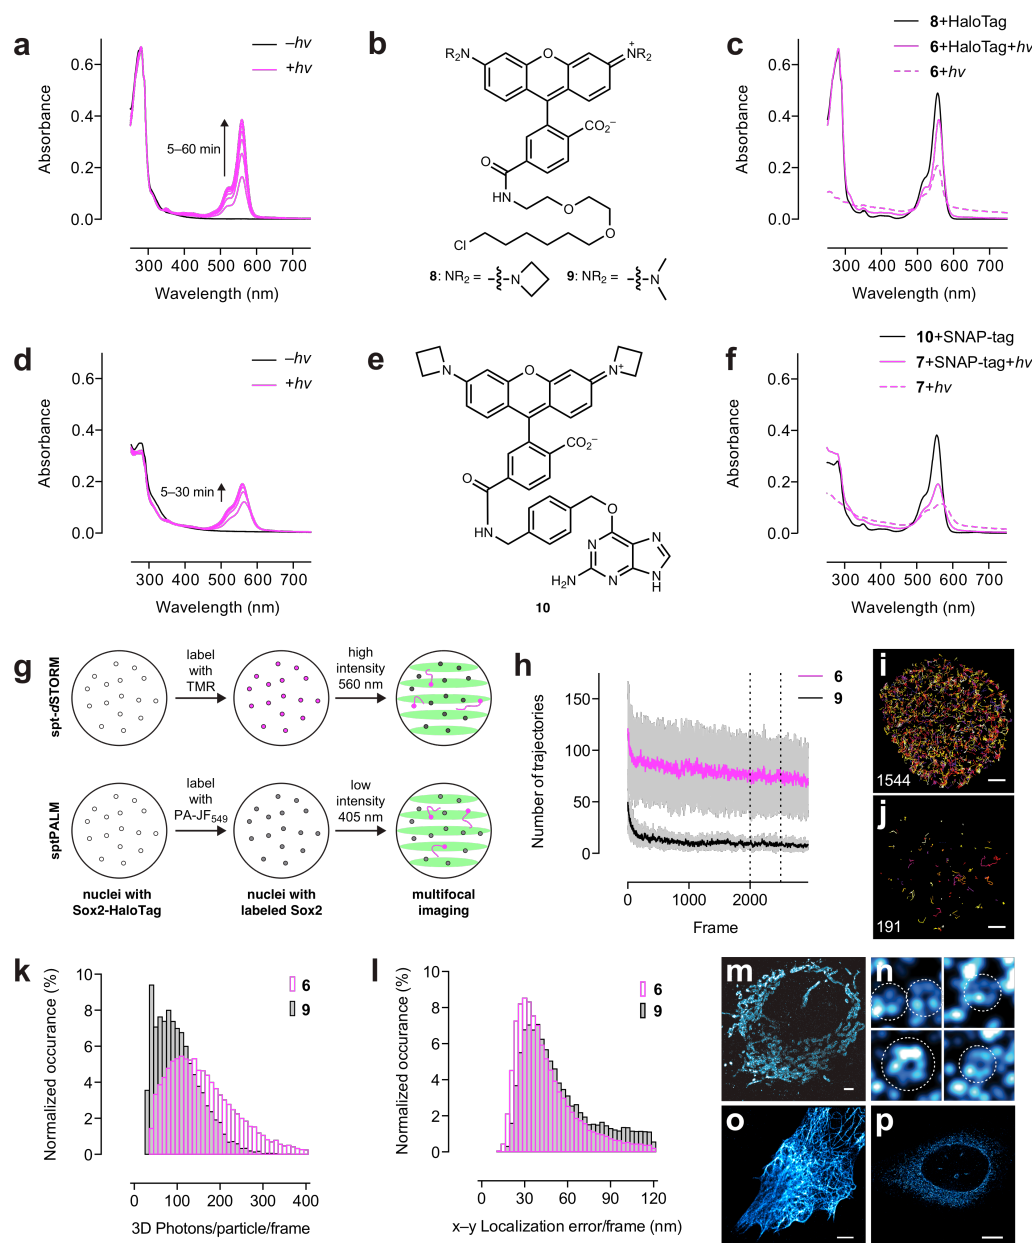 a
–hv
+hv
0.6
0.4
0.2
0.0
Absorbance
5–60 min
300 400 500 600 700
Wavelength (nm)
b
R2N
O
+
NR2
CO2–
O
HN
O
O
Cl
8: NR2 = N
9: NR2 = N
c
8+HaloTag
6+HaloTag+hv
6+hv
0.6
0.4
0.2
0.0
Absorbance
300 400 500 600 700
Wavelength (nm)
d
–hv
+hv
0.6
0.4
0.2
0.0
Absorbance
5–30 min
300 400 500 600 700
Wavelength (nm)
e
N
O
N+
CO2–
O
HN
O
N
N
N
N
H
H2N
10
f
10+SNAP-tag
7+SNAP-tag+hv
7+hv
0.6
0.4
0.2
0.0
Absorbance
300 400 500 600 700
Wavelength (nm)
g
spt-dSTORM
label
with
TMR
high
intensity
560 nm
sptPALM
label
with
PA-JF549
low
intensity
405 nm
nuclei with
Sox2-HaloTag
nuclei with
labeled Sox2
multifocal
imaging
h
6
9
150
100
50
0
Number of trajectories
0 1000 2000
Frame
i
1544
j
191
k
6
9
10
8
6
4
2
0
Normalized occurance (%)
0 100 200 300 400
3D Photons/particle/frame
l
6
9
10
8
6
4
2
0
Normalized occurance (%)
0 30 60 90 120
x–y Localization error/frame (nm)
m
n
o
p